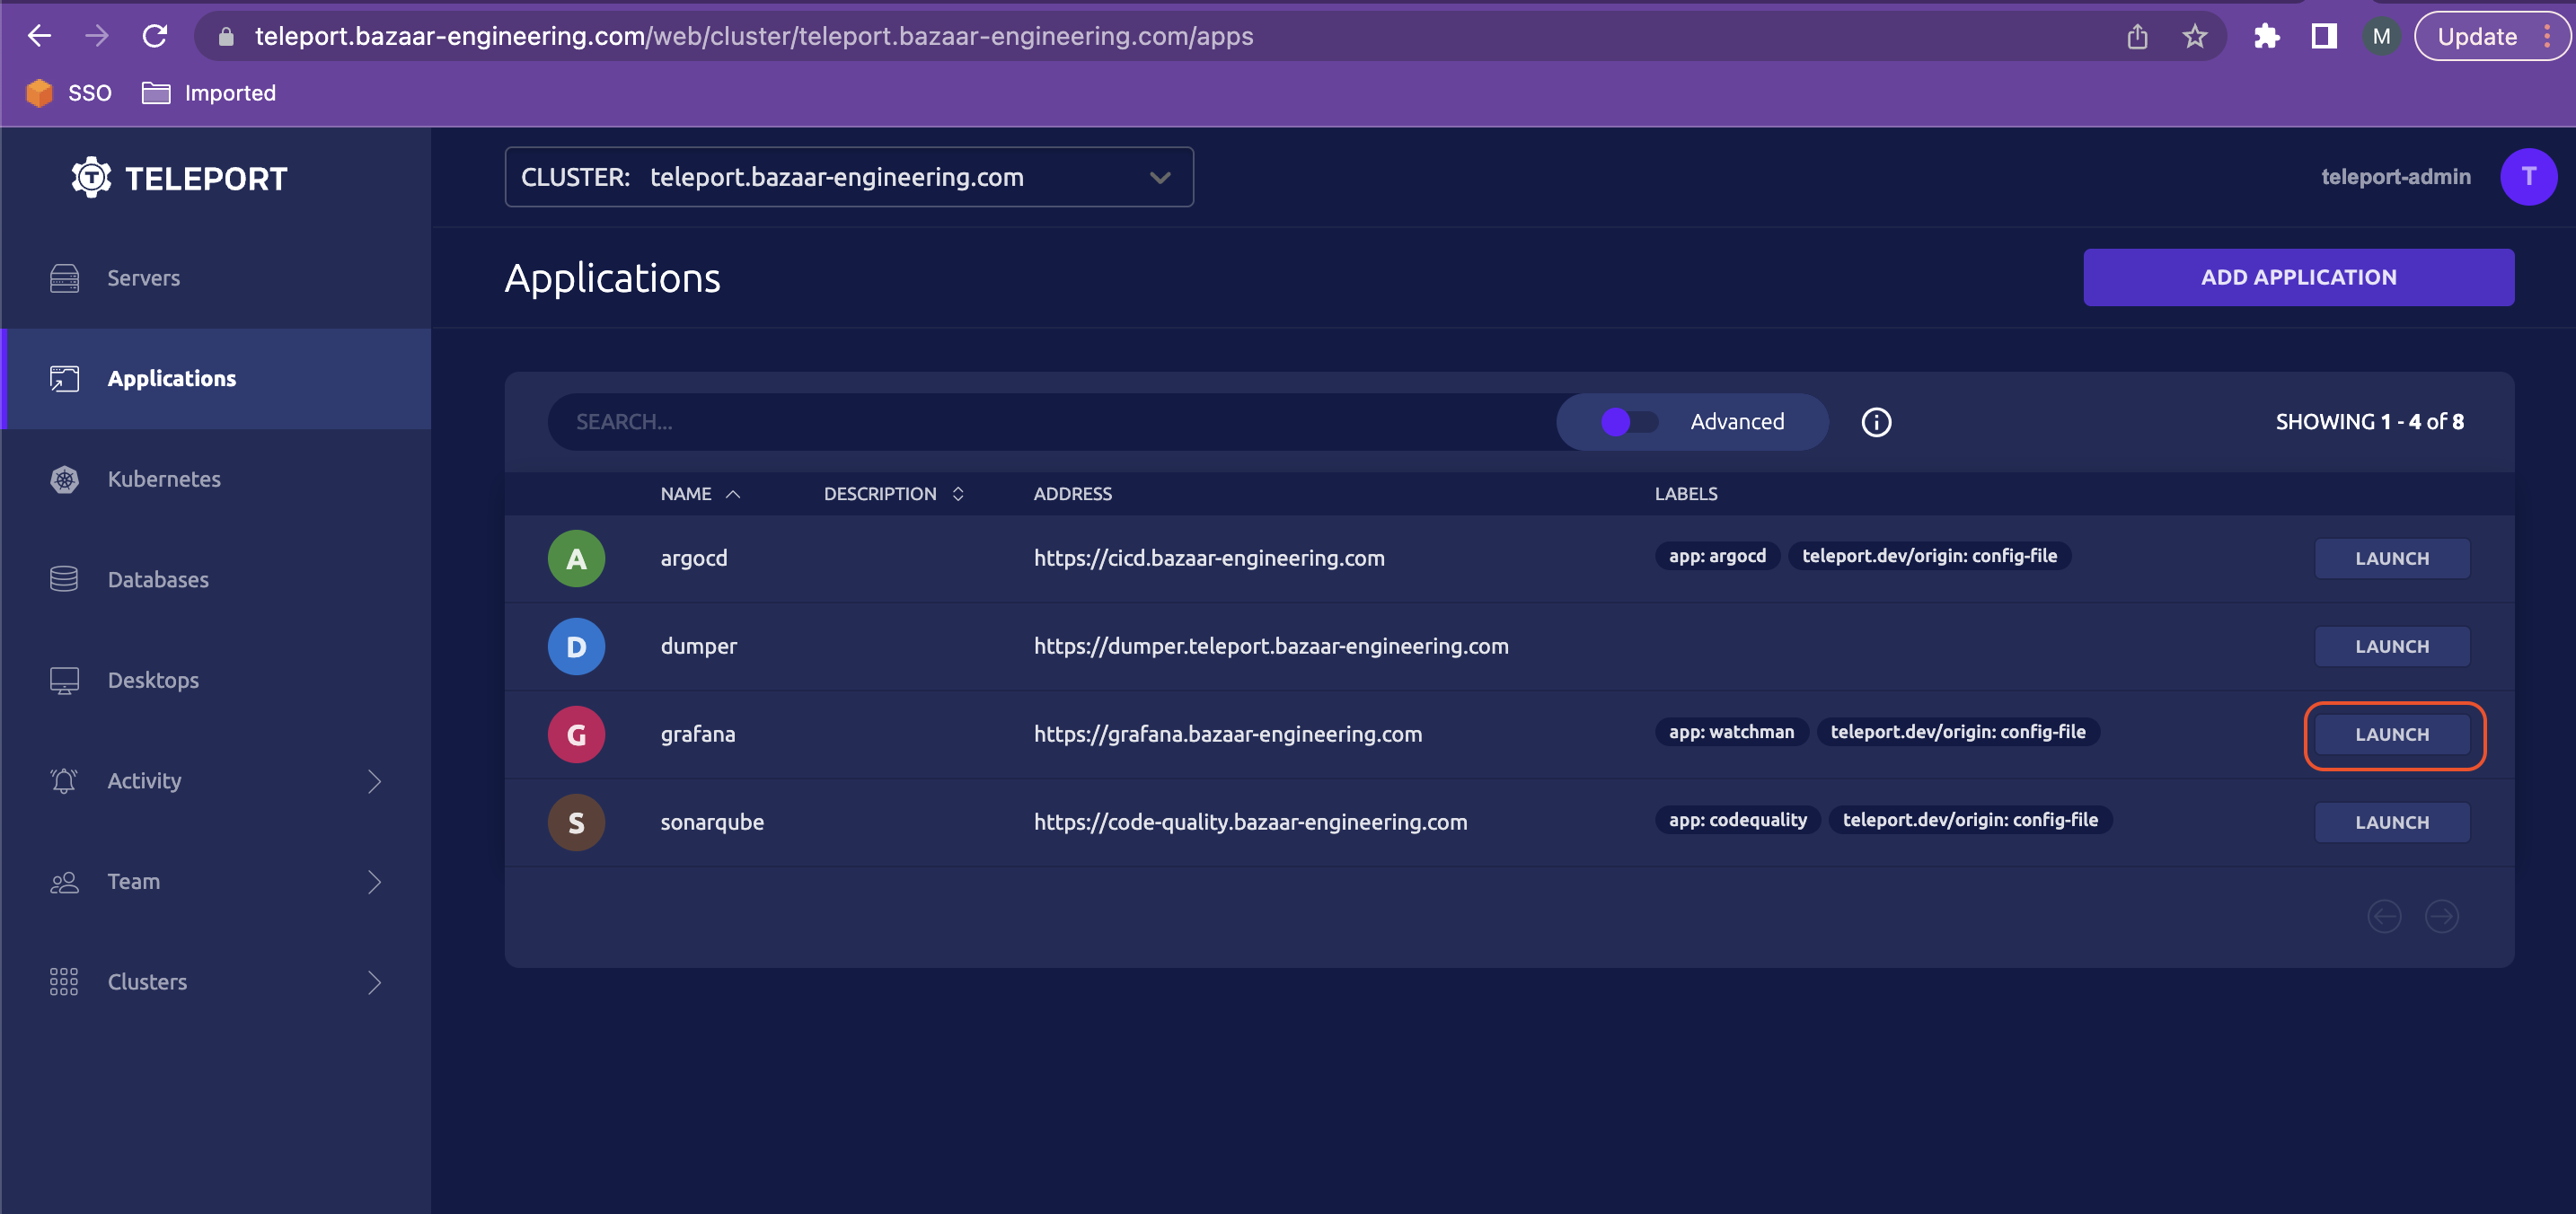 teleport.bazaar-engineering.com/web/cluster/teleport.bazaar-engineering.com/apps
M
Update
SSO
Imported
TELEPORT
CLUSTER: teleport.bazaar-engineering.com
teleport-admin
T
Servers
Applications
Kubernetes
Databases
Desktops
Activity
Team
Clusters
Applications
ADD APPLICATION
SEARCH...
Advanced
SHOWING 1 - 4 of 8
NAME DESCRIPTION ADDRESS LABELS
A argocd https://cicd.bazaar-engineering.com app: argocd teleport.dev/origin: config-file LAUNCH
D dumper https://dumper.teleport.bazaar-engineering.com LAUNCH
G grafana https://grafana.bazaar-engineering.com app: watchman teleport.dev/origin: config-file LAUNCH
S sonarqube https://code-quality.bazaar-engineering.com app: codequality teleport.dev/origin: config-file LAUNCH